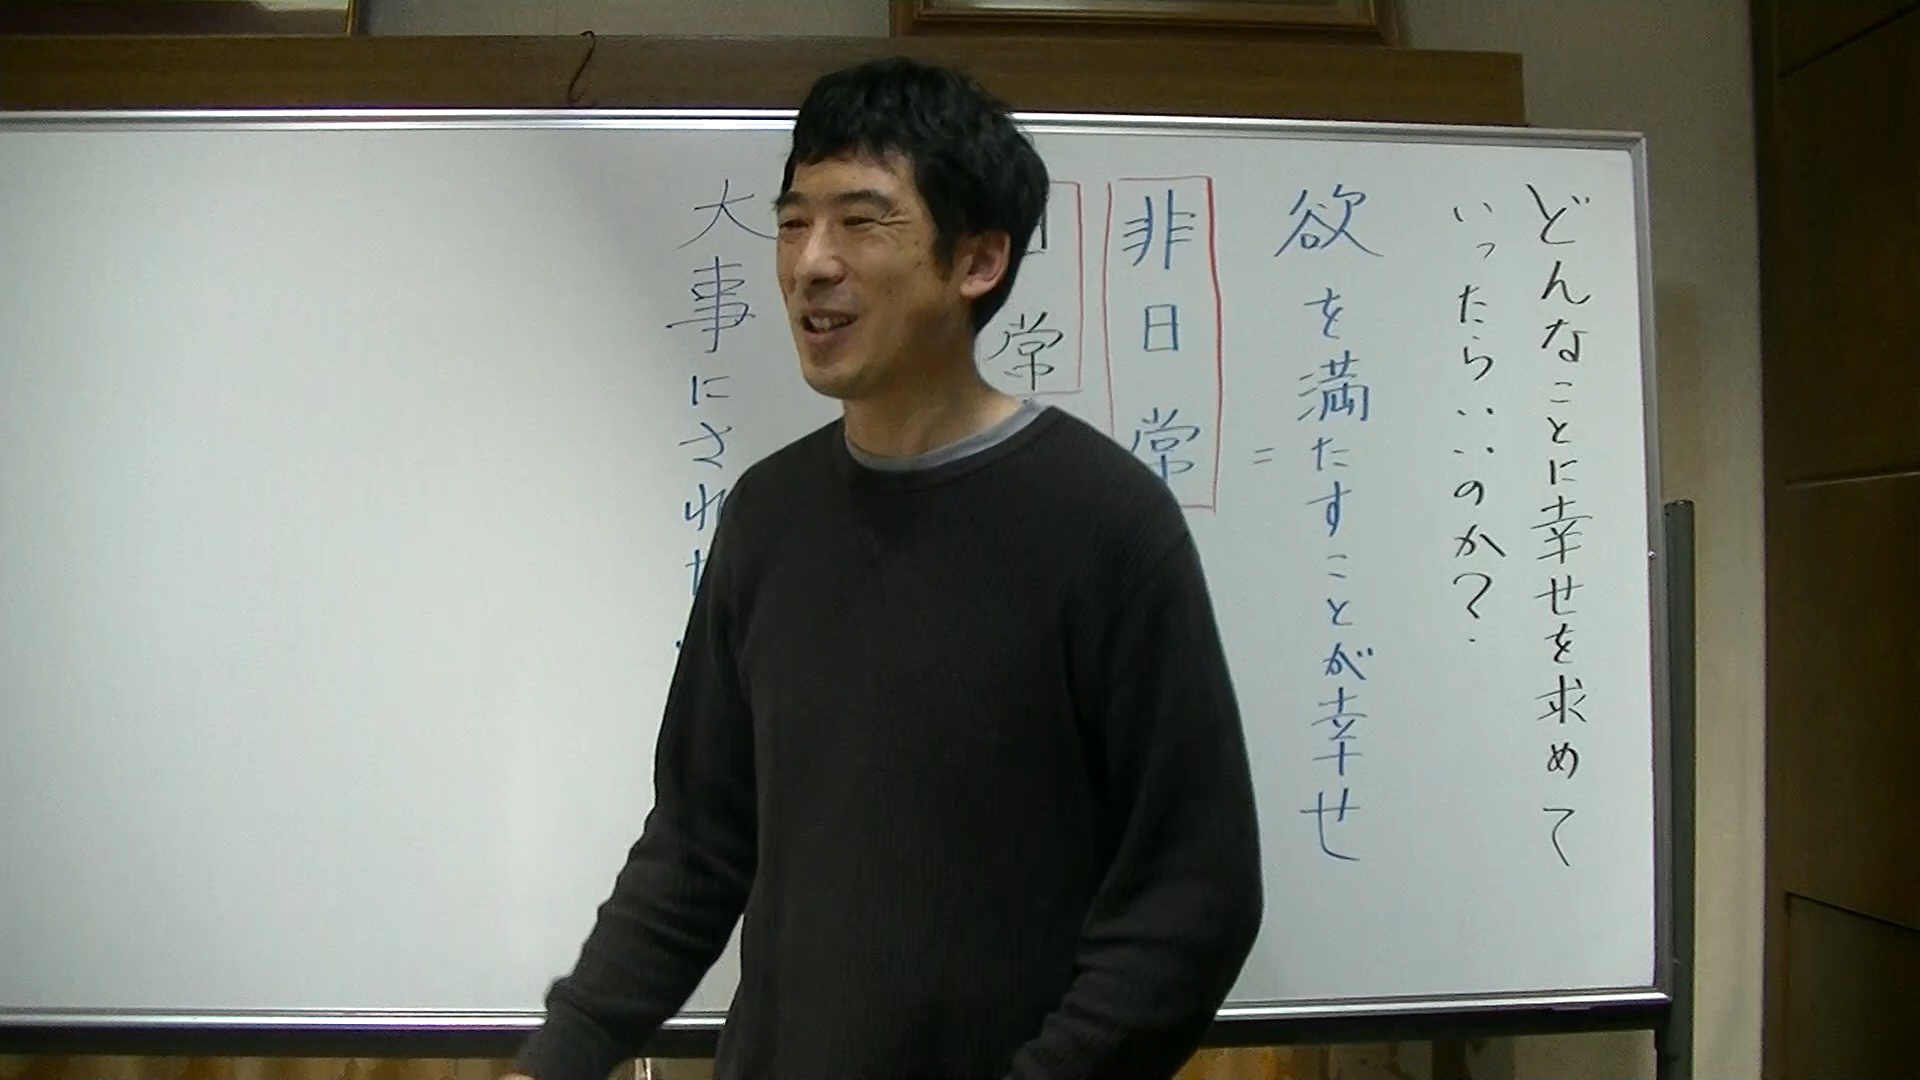 どんなことに幸せを求めて
いったらいいのか?
欲を満たすことが幸せ
=
非日常
日常
大事にされた